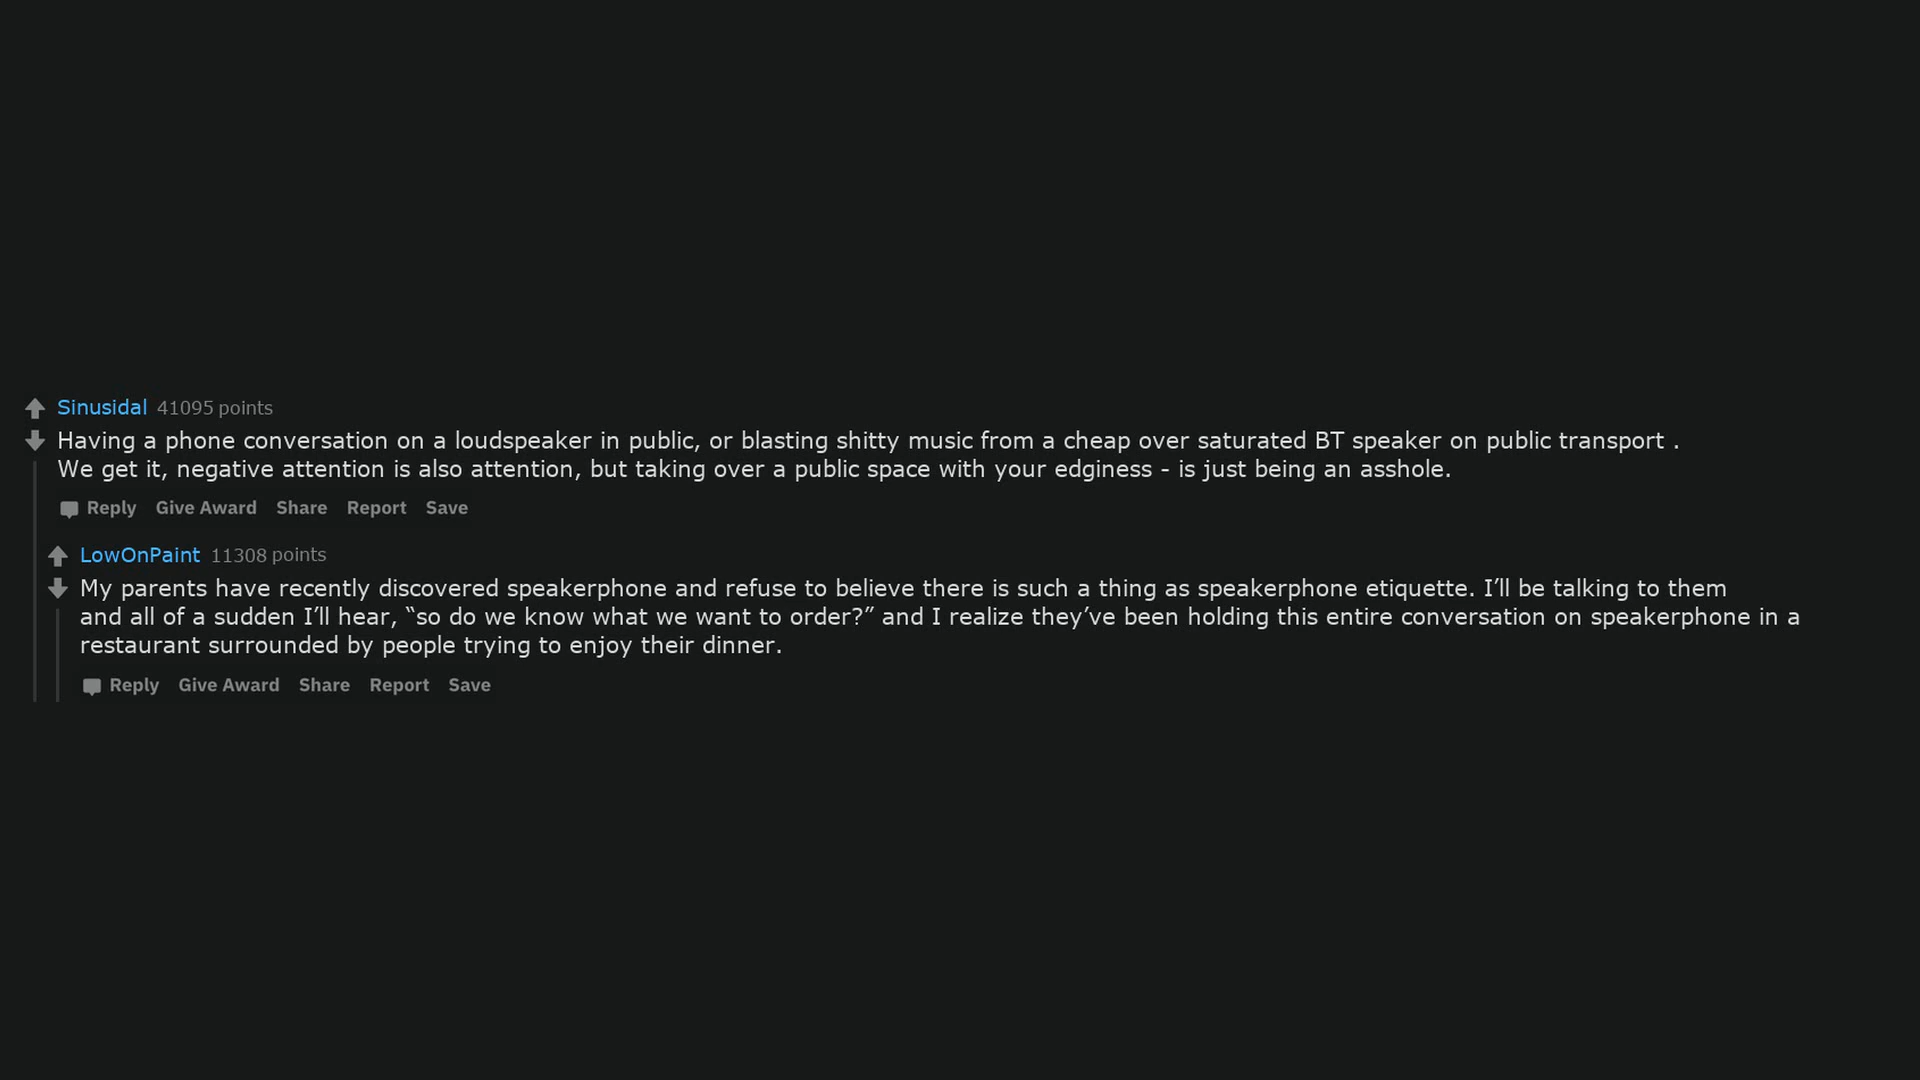 Sinusidal 41095 points
Having a phone conversation on a loudspeaker in public, or blasting shitty music from a cheap over saturated BT speaker on public transport .
We get it, negative attention is also attention, but taking over a public space with your edginess - is just being an asshole.
Reply Give Award Share Report Save
LowOnPaint 11308 points
My parents have recently discovered speakerphone and refuse to believe there is such a thing as speakerphone etiquette. I’ll be talking to them
and all of a sudden I’ll hear, “so do we know what we want to order?” and I realize they’ve been holding this entire conversation on speakerphone in a
restaurant surrounded by people trying to enjoy their dinner.
Reply Give Award Share Report Save